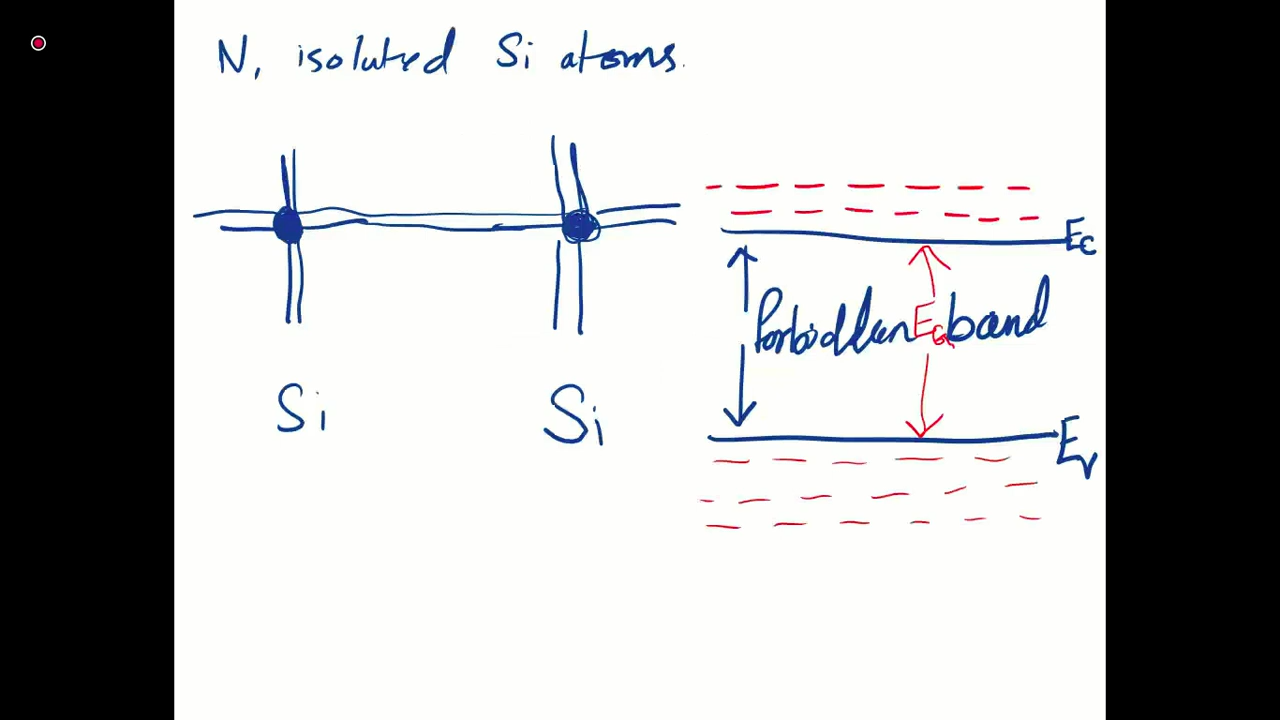 N, isolated Si atoms.
Ec
Forbidden band
EG
Si
Si
Ev